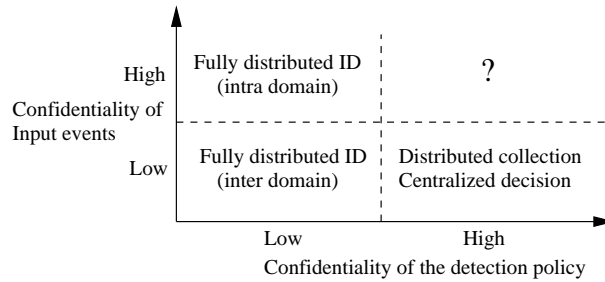 Fully distributed ID
(intra domain)
?
High
Confidentiality of
Input events
Low
Fully distributed ID
(inter domain)
Distributed collection
Centralized decision
Low
High
Confidentiality of the detection policy